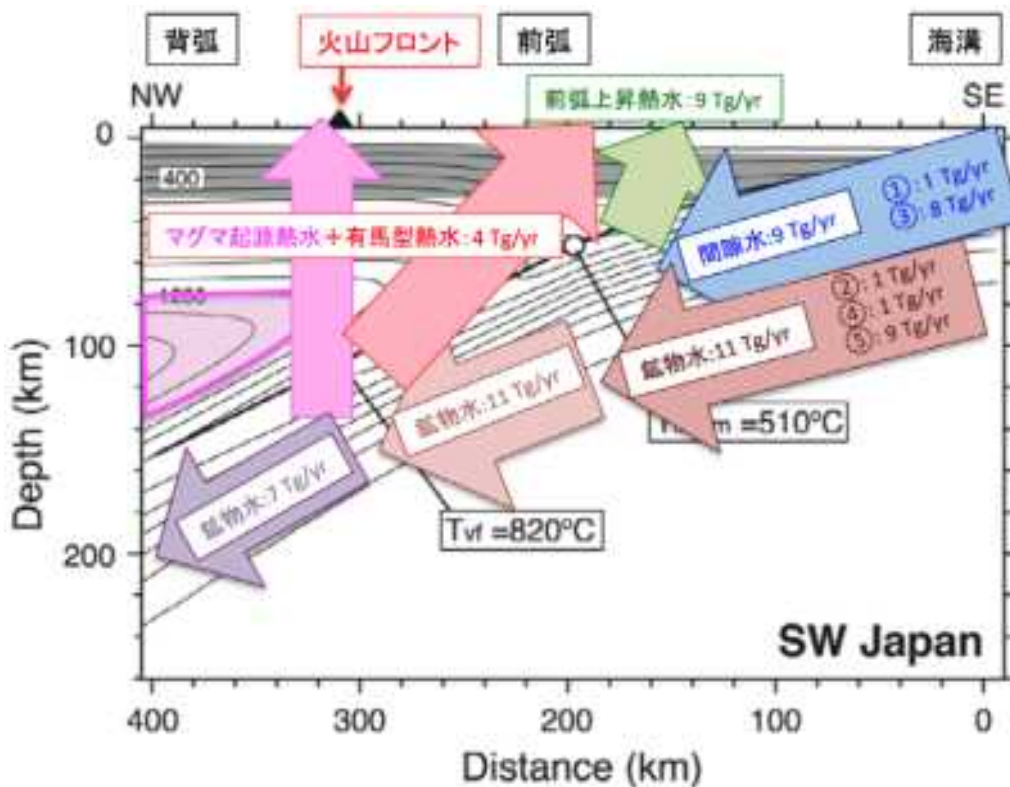 背弧
火山フロント
前弧
海溝
NW
SE
前弧上昇熱水:9 Tg/yr
0
400
①:1 Tg/yr
③:8 Tg/yr
間隙水:9 Tg/yr
マグマ起源熱水+有馬型熱水:4 Tg/yr
②:1 Tg/yr
④:1 Tg/yr
⑤:9 Tg/yr
1200
100
鉱物水:11 Tg/yr
鉱物水:11 Tg/yr
=510°C
鉱物水:7 Tg/yr
Tvf =820°C
200
Depth (km)
SW Japan
400
300
200
100
0
Distance (km)